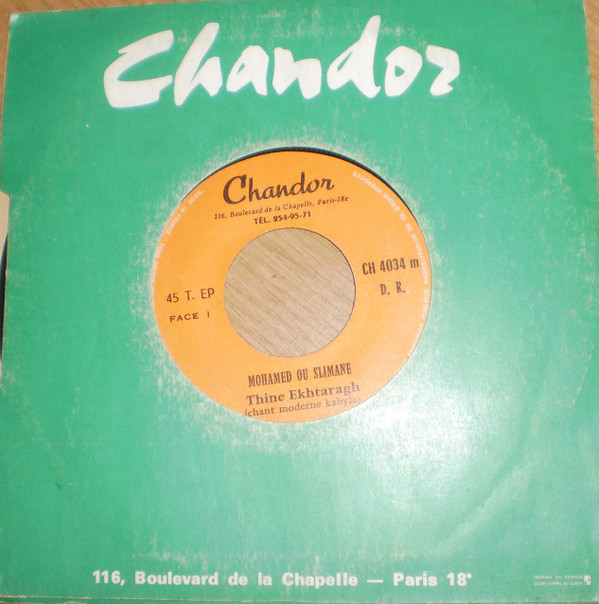 Chandor
Chandor
116, Boulevard de la Chapelle, Paris-18e
TÉL. 254-95-71
45 T. EP
FACE 1
CH 4034 m
D. R.
MOHAMED OU SLIMANE
Thine Ekhtaragh
(chant moderne kabyle)
116, Boulevard de la Chapelle — Paris 18e